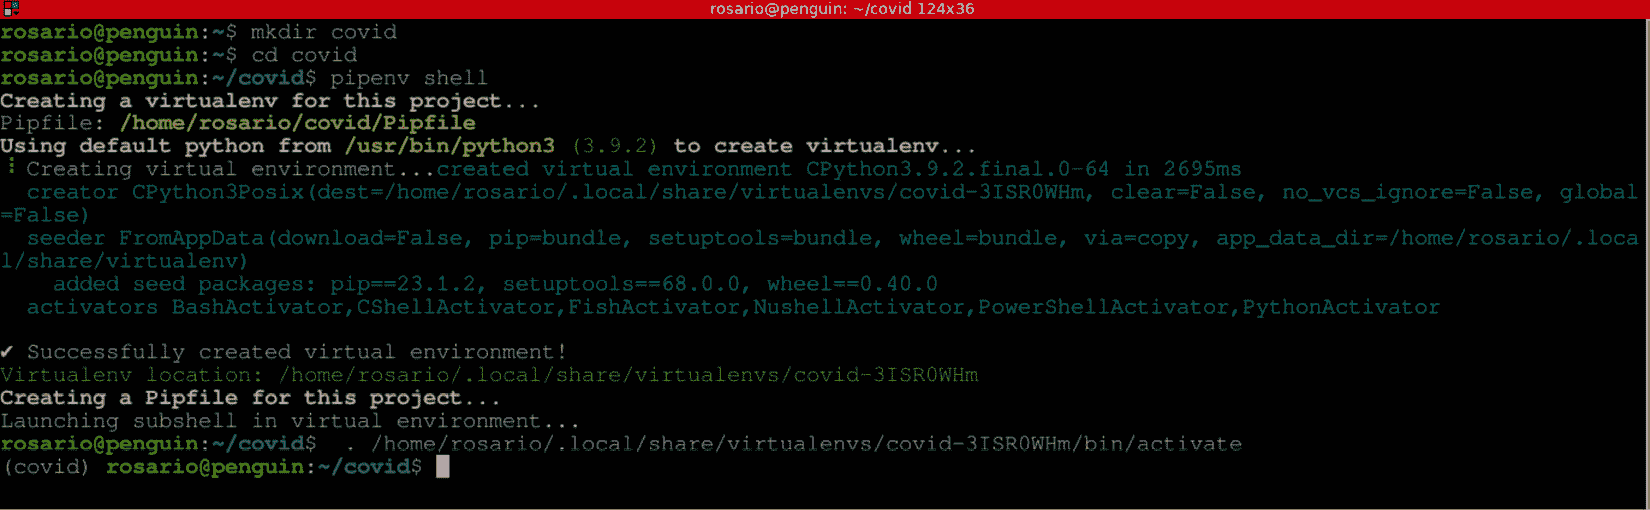 rosario@penguin: ~/covid 124x36
rosario@penguin:~$ mkdir covid
rosario@penguin:~$ cd covid
rosario@penguin:~/covid$ pipenv shell
Creating a virtualenv for this project...
Pipfile: /home/rosario/covid/Pipfile
Using default python from /usr/bin/python3 (3.9.2) to create virtualenv...
⠇ Creating virtual environment...created virtual environment CPython3.9.2.final.0-64 in 2695ms
  creator CPython3Posix(dest=/home/rosario/.local/share/virtualenvs/covid-3ISR0WHm, clear=False, no_vcs_ignore=False, global
=False)
  seeder FromAppData(download=False, pip=bundle, setuptools=bundle, wheel=bundle, via=copy, app_data_dir=/home/rosario/.loca
l/share/virtualenv)
    added seed packages: pip==23.1.2, setuptools==68.0.0, wheel==0.40.0
  activators BashActivator,CShellActivator,FishActivator,NushellActivator,PowerShellActivator,PythonActivator
✔ Successfully created virtual environment!
Virtualenv location: /home/rosario/.local/share/virtualenvs/covid-3ISR0WHm
Creating a Pipfile for this project...
Launching subshell in virtual environment...
rosario@penguin:~/covid$  . /home/rosario/.local/share/virtualenvs/covid-3ISR0WHm/bin/activate
(covid) rosario@penguin:~/covid$